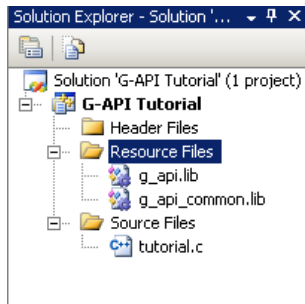 Solution Explorer - Solution '...
Solution 'G-API Tutorial' (1 project)
G-API Tutorial
Header Files
Resource Files
g_api.lib
g_api_common.lib
Source Files
tutorial.c